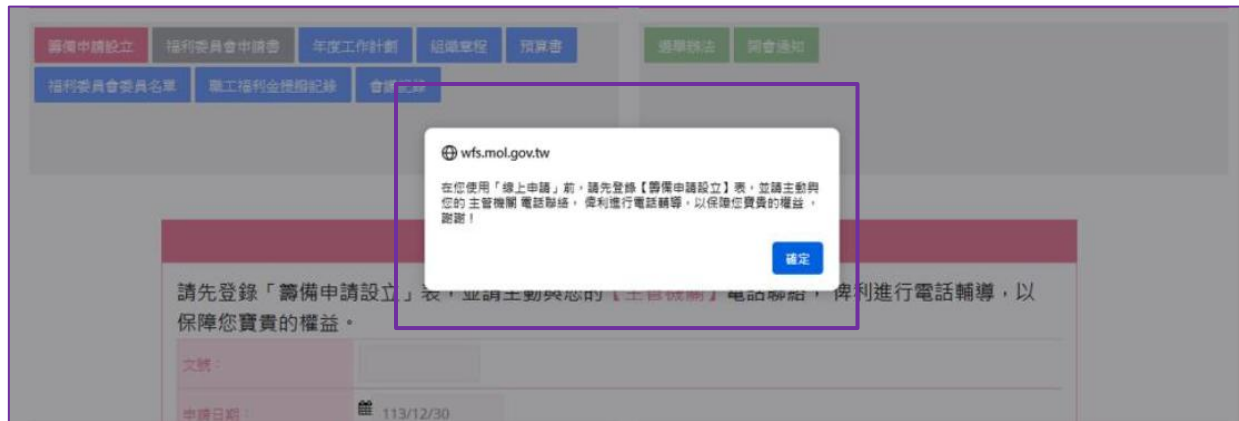 籌備申請設立 福利委員會申請書 年度工作計劃 組織章程 預算書 選舉辦法 開會通知
福利委員會委員名單 職工福利金提撥記錄 會議記錄
wfs.mol.gov.tw
在您使用「線上申請」前，請先登錄【籌備申請設立】表，並請主動與
您的 主管機關 電話聯絡， 俾利進行電話輔導，以保障您寶貴的權益 ，
謝謝！
確定
請先登錄「籌備申請設立」表，並請主動與您的【主管機關】電話聯絡， 俾利進行電話輔導，以
保障您寶貴的權益。
文號：
申請日期： 113/12/30